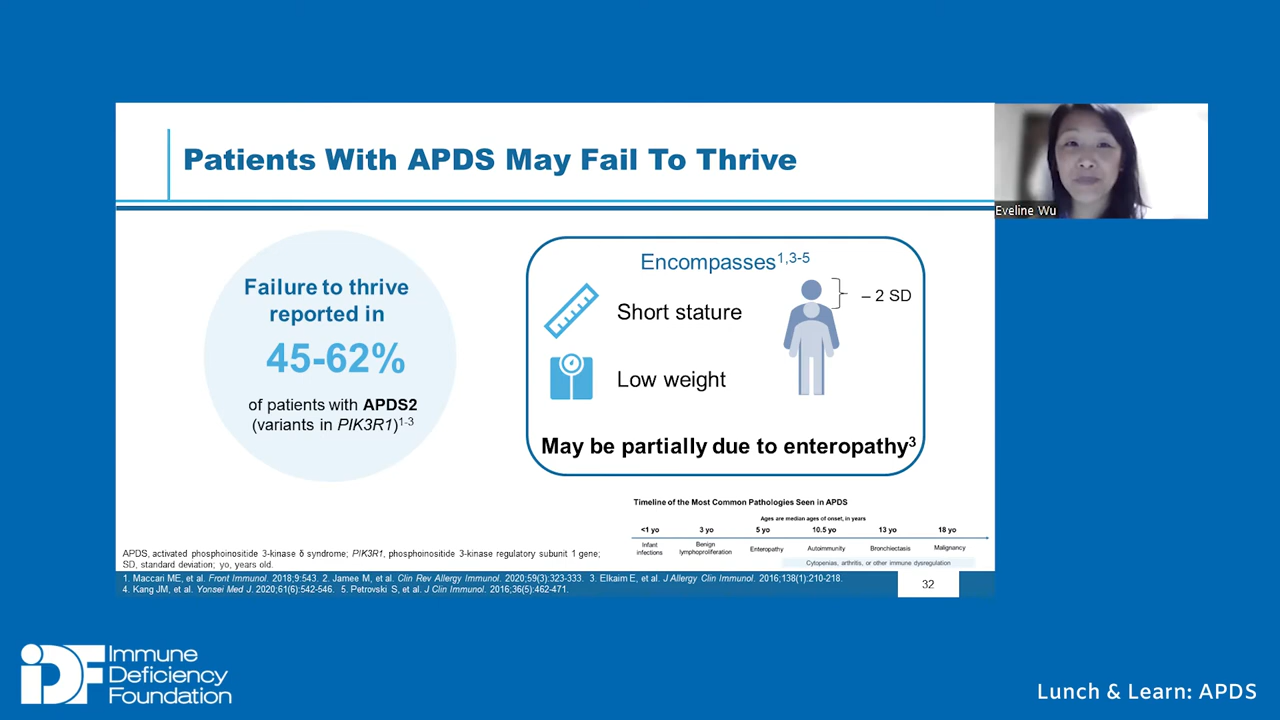 Patients With APDS May Fail To Thrive
Eveline Wu
Failure to thrive
reported in
45-62%
of patients with APDS2
(variants in PIK3R1)1-3
Encompasses1,3-5
Short stature
– 2 SD
Low weight
May be partially due to enteropathy3
Timeline of the Most Common Pathologies Seen in APDS
Ages are median ages of onset, in years
<1 yo 3 yo 5 yo 10.5 yo 13 yo 18 yo
Infant infections Benign lymphoproliferation Enteropathy Autoimmunity Bronchiectasis Malignancy
Cytopenias, arthritis, or other immune dysregulation
APDS, activated phosphoinositide 3-kinase δ syndrome; PIK3R1, phosphoinositide 3-kinase regulatory subunit 1 gene;
SD, standard deviation; yo, years old.
1. Maccari ME, et al. Front Immunol. 2018;9:543. 2. Jamee M, et al. Clin Rev Allergy Immunol. 2020;59(3):323-333. 3. Elkaim E, et al. J Allergy Clin Immunol. 2016;138(1):210-218.
4. Kang JM, et al. Yonsei Med J. 2020;61(6):542-546. 5. Petrovski S, et al. J Clin Immunol. 2016;36(5):462-471.
32
IDF Immune
Deficiency
Foundation
Lunch & Learn: APDS